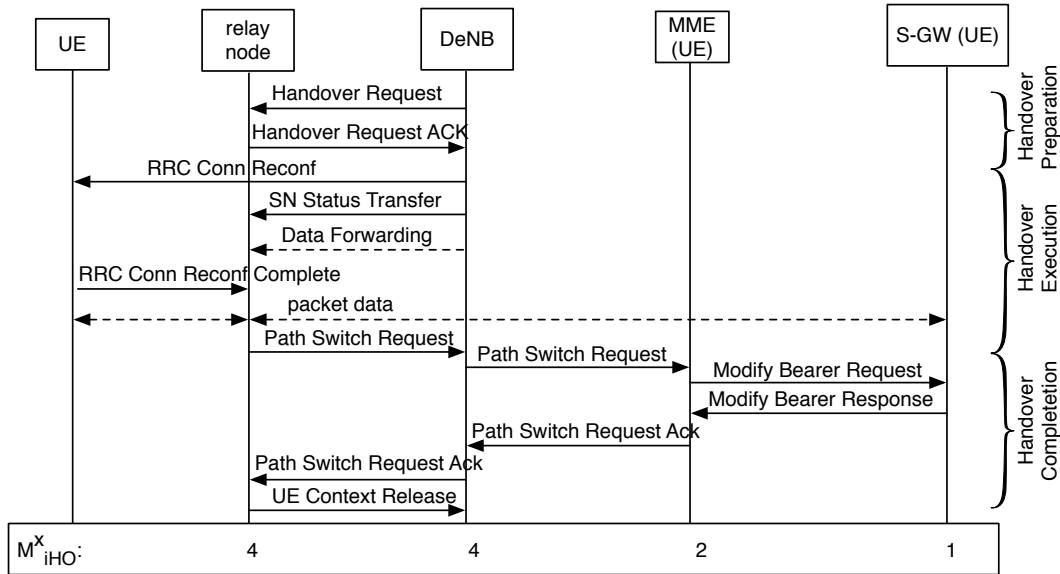 UE
relay
node
DeNB
MME
(UE)
S-GW (UE)
Handover Request
Handover Request ACK
RRC Conn Reconf
SN Status Transfer
Data Forwarding
RRC Conn Reconf Complete
packet data
Path Switch Request
Path Switch Request
Modify Bearer Request
Modify Bearer Response
Path Switch Request Ack
Path Switch Request Ack
UE Context Release
Handover
Preparation
Handover
Execution
Handover
Completetion
M^x_iHO: 4 4 2 1